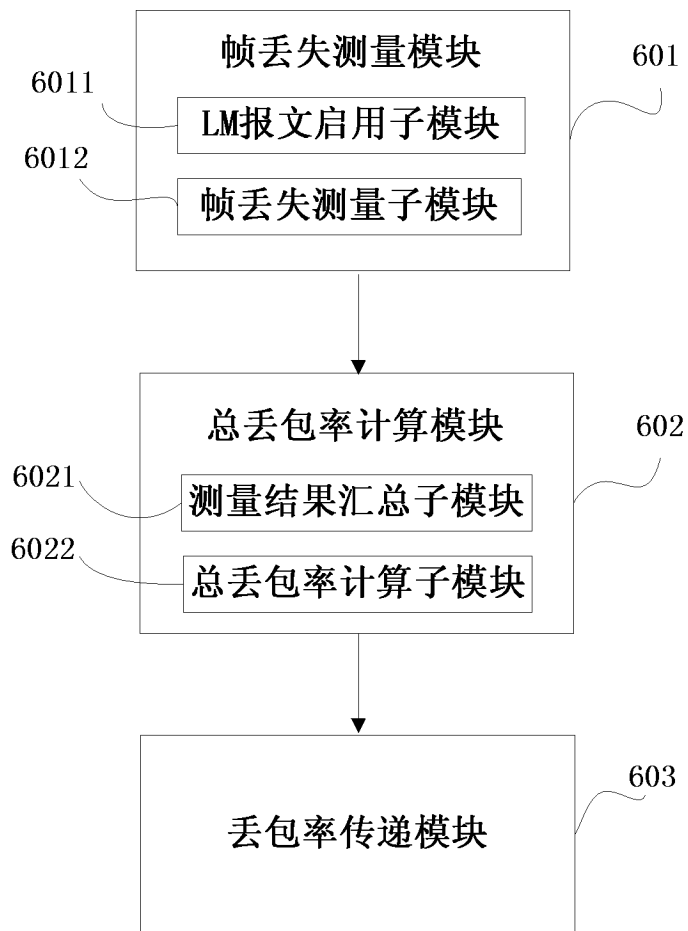 帧丢失测量模块
601
6011
LM报文启用子模块
6012
帧丢失测量子模块
总丢包率计算模块
602
6021
测量结果汇总子模块
6022
总丢包率计算子模块
603
丢包率传递模块